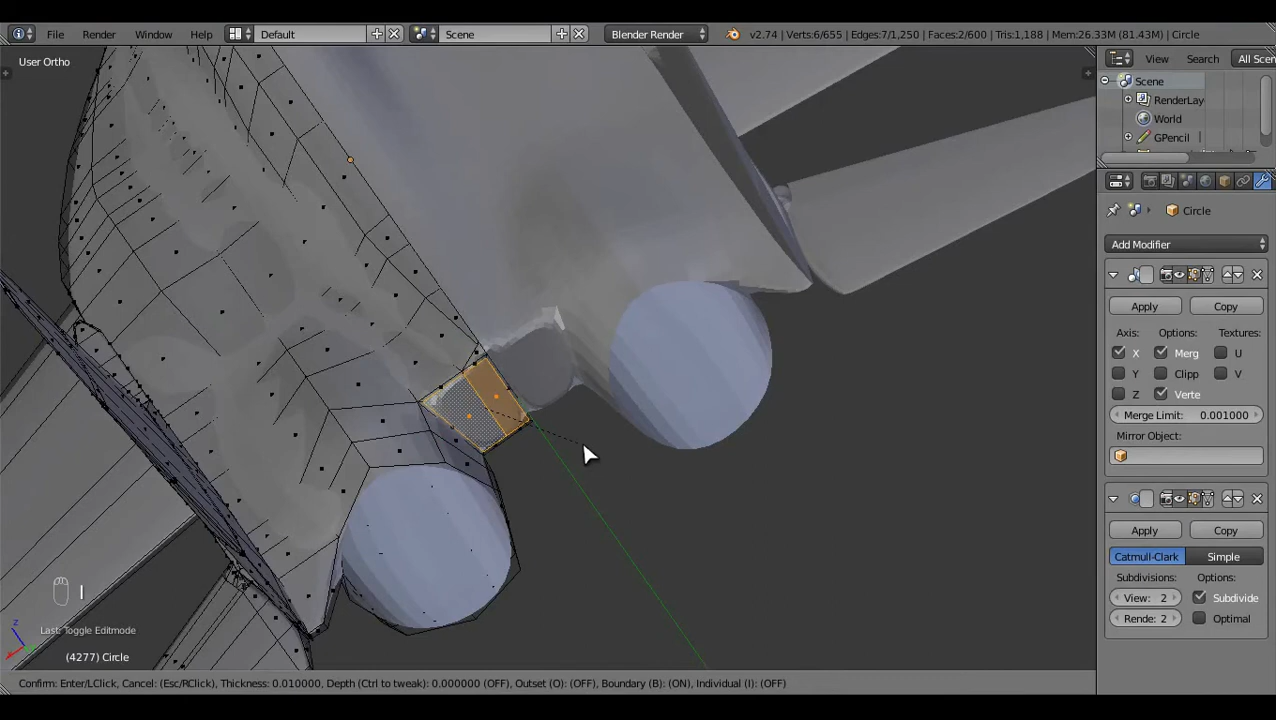 File Render Window Help Default Scene Blender Render v2.74 | Verts:6/655 | Edges:7/1,250 | Faces:2/600 | Tris:1,188 | Mem:26.33M (81.43M) | Circle
User Ortho
View Search All Scen
Scene
RenderLay
World
GPencil
Circle
Add Modifier
Apply Copy
Axis: Options: Textures:
X Merg U
Y Clipp V
Z Verte
Merge Limit: 0.001000
Mirror Object:
Apply Copy
Catmull-Clark Simple
Subdivisions: Options:
View: 2 Subdivide
Rende: 2 Optimal
I
Last: Toggle Editmode
(4277) Circle
z
Confirm: Enter/LClick, Cancel: (Esc/RClick), Thickness: 0.010000, Depth (Ctrl to tweak): 0.000000 (OFF), Outset (O): (OFF), Boundary (B): (ON), Individual (I): (OFF)